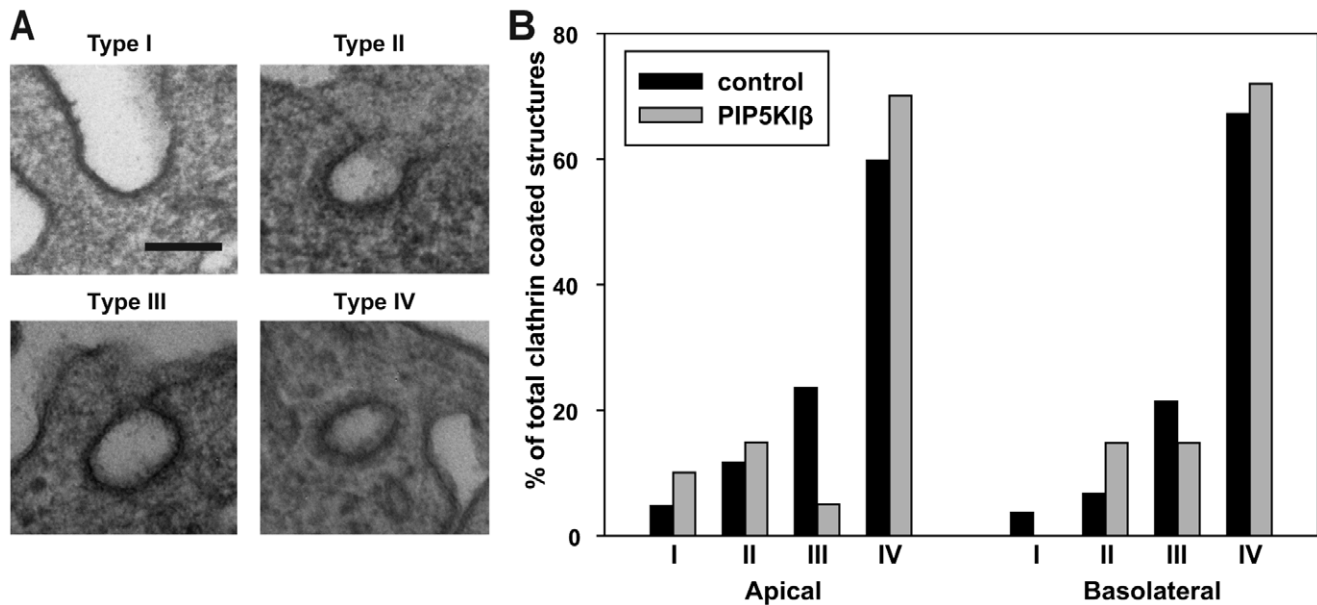 A
Type I
Type II
Type III
Type IV
B
% of total clathrin coated structures
80
60
40
20
0
control
PIP5KIβ
I II III IV I II III IV
Apical Basolateral